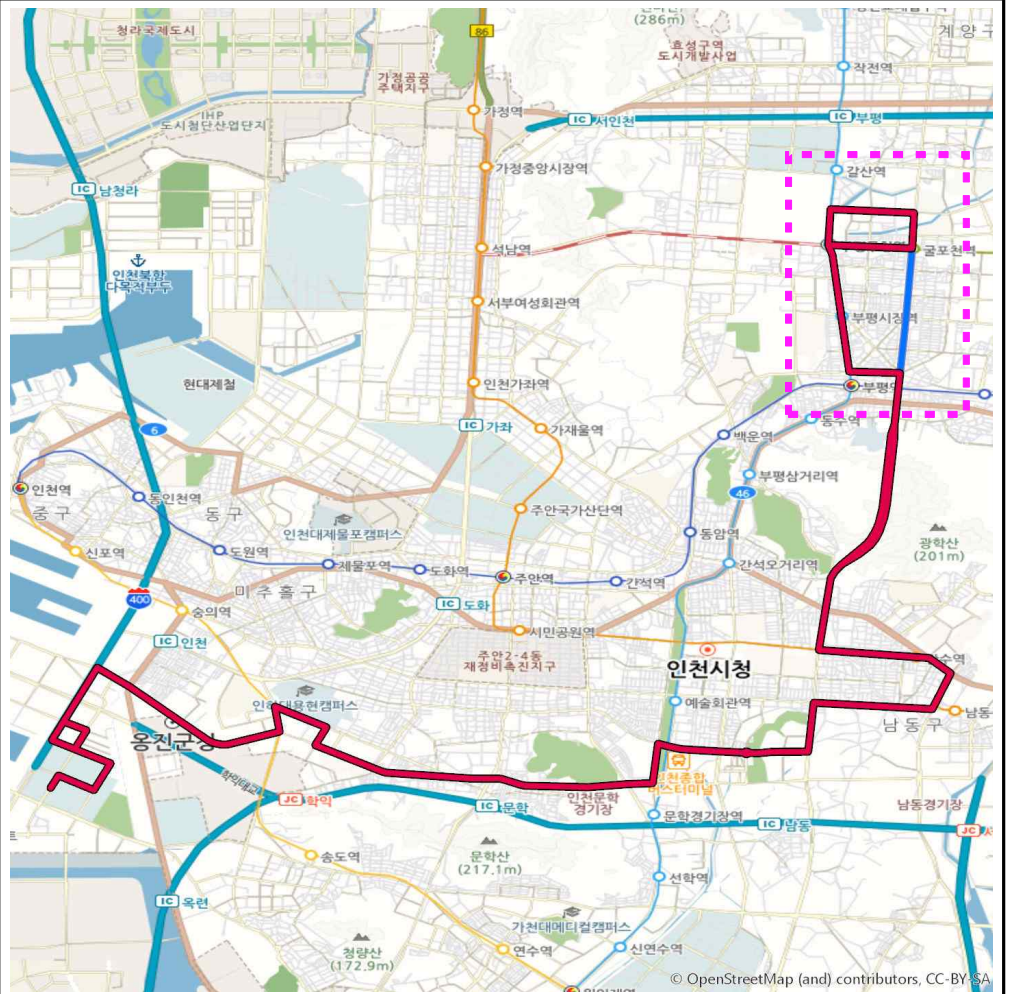 (286m)
청라국제도시
86
계양구
효성구역
도시개발사업
작전역
가정공공
주택지구
가정역
IHP
도시첨단산업단지
IC 서인천
IC 부평
가정중앙시장역
갈산역
IC 남청라
석남역
굴포천역
인천북항
다목적부두
서부여성회관역
부평시장역
현대제철
인천가좌역
부평역
IC 가좌
가재울역
동수역
6
백운역
부평삼거리역
인천역
동인천역
46
중구
동구
주안국가산단역
인천대제물포캠퍼스
동암역
광학산
(201m)
신포역
도원역
제물포역
도화역
주안역
간석역
간석오거리역
미추홀구
400
숭의역
IC 도화
시민공원역
IC 인천
주안2·4동
재정비촉진지구
인천시청
인하대용현캠퍼스
예술회관역
남동구
남동
옹진군청
인천종합
버스터미널
학익대로
JC 학익
IC 문학
인천문학
경기장
문학경기장역
IC 남동
남동경기장
JC 서
송도역
문학산
(217.1m)
선학역
IC 옥련
가천대메디컬캠퍼스
청량산
(172.9m)
연수역
신연수역
© OpenStreetMap (and) contributors, CC-BY-SA